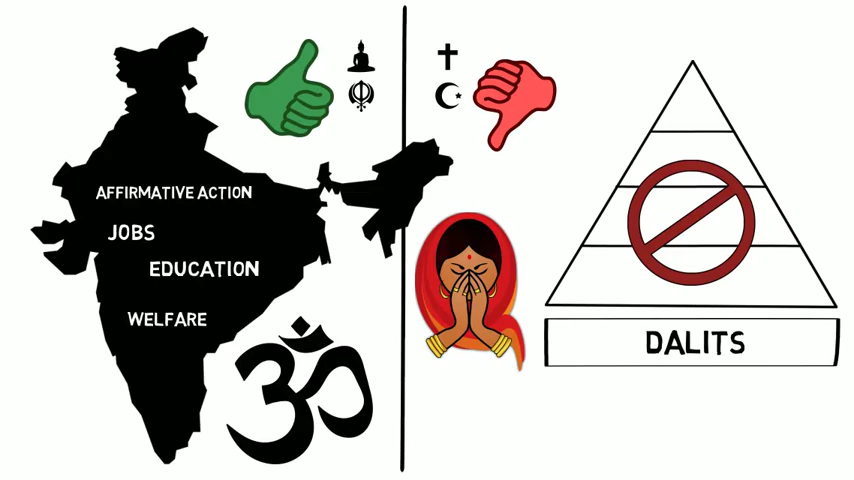 AFFIRMATIVE ACTION
JOBS
EDUCATION
WELFARE
ॐ
DALITS